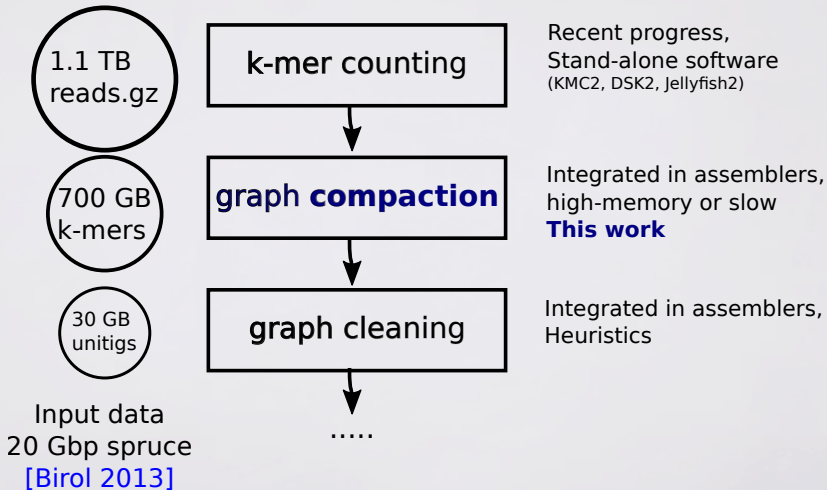 1.1 TB
reads.gz
k-mer counting
Recent progress,
Stand-alone software
(KMC2, DSK2, Jellyfish2)
700 GB
k-mers
graph compaction
Integrated in assemblers,
high-memory or slow
This work
30 GB
unitigs
graph cleaning
Integrated in assemblers,
Heuristics
Input data
20 Gbp spruce
[Birol 2013]
.....